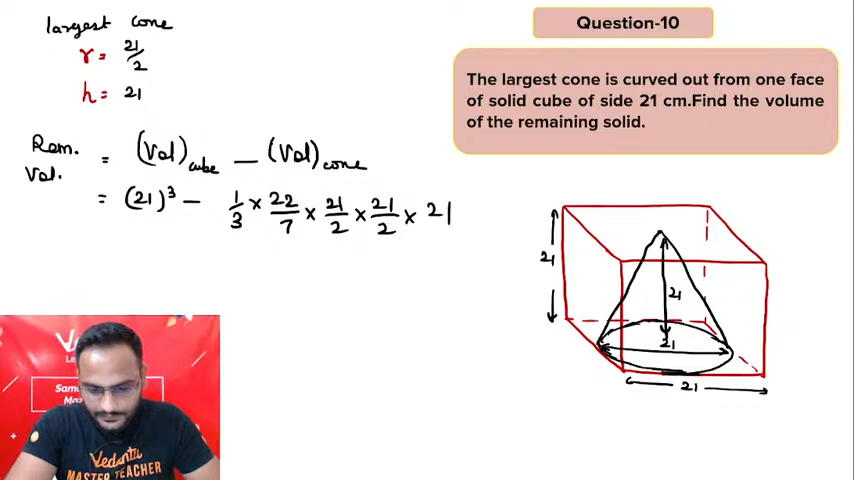 largest cone
r = 21/2
h = 21
Rem. Vol. = (Vol)cube — (Vol)cone
= (21)³ — 1/3 × 22/7 × 21/2 × 21/2 × 21
Question-10
The largest cone is curved out from one face
of solid cube of side 21 cm.Find the volume
of the remaining solid.
21
21
21
21
Vedantu
MASTER TEACHER